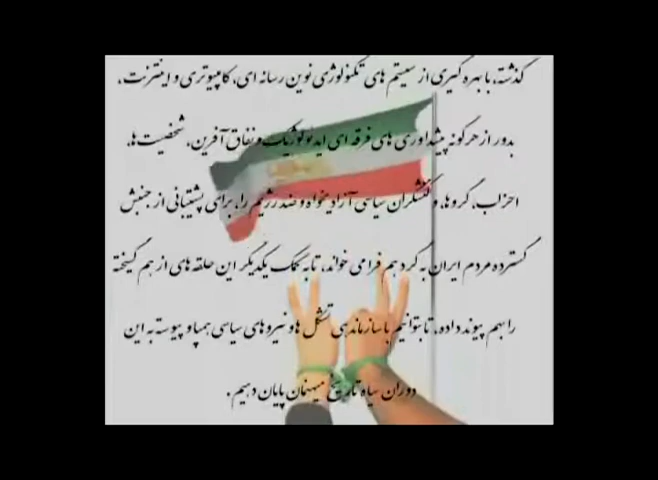 گذشته، با بهره گیری از سیستم های تکنولوژی نوین رسانه ای، کامپیوتری و اینترنت،
بدور از هرگونه پیشداوری های فرقه ای ایدئولوژیک و نفاق آفرین، شخصیت ها،
احزاب، گروها، و کنشگران سیاسی آزادیخواه و ضد رژیم را، برای پشتیبانی از جنبش
گسترده مردم ایران به گرد هم فرا می خواند، تا به کمک یکدیگر این حلقه های از هم گسیخته
را بهم پیوند داده، تا بتوانیم با سازماندهی تشکل ها و نیروهای سیاسی همپا و پیوسته به این
دوران سیاه تاریخ میهنمان پایان دهیم.